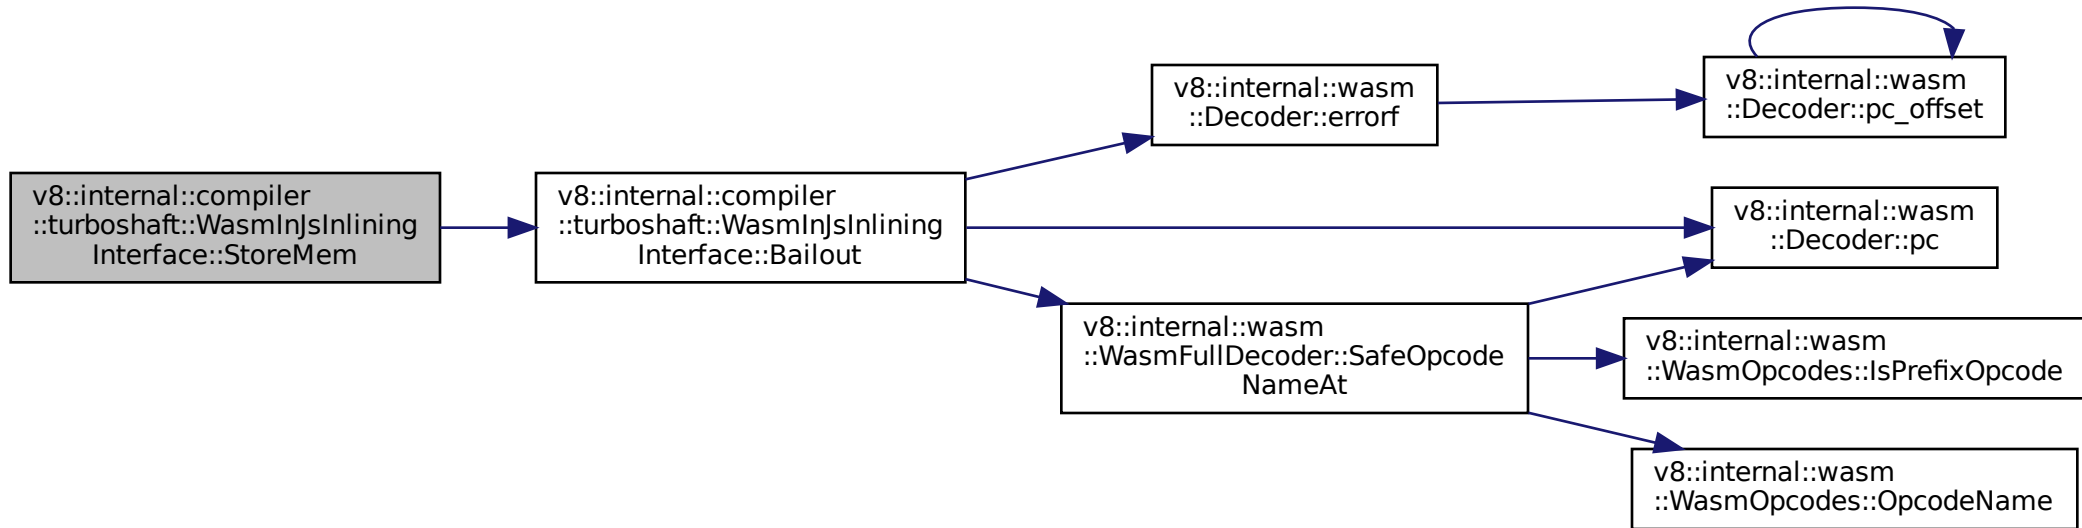 v8::internal::compiler
::turboshaft::WasmInJsInlining
Interface::StoreMem
v8::internal::compiler
::turboshaft::WasmInJsInlining
Interface::Bailout
v8::internal::wasm
::Decoder::errorf
v8::internal::wasm
::Decoder::pc_offset
v8::internal::wasm
::Decoder::pc
v8::internal::wasm
::WasmFullDecoder::SafeOpcode
NameAt
v8::internal::wasm
::WasmOpcodes::IsPrefixOpcode
v8::internal::wasm
::WasmOpcodes::OpcodeName